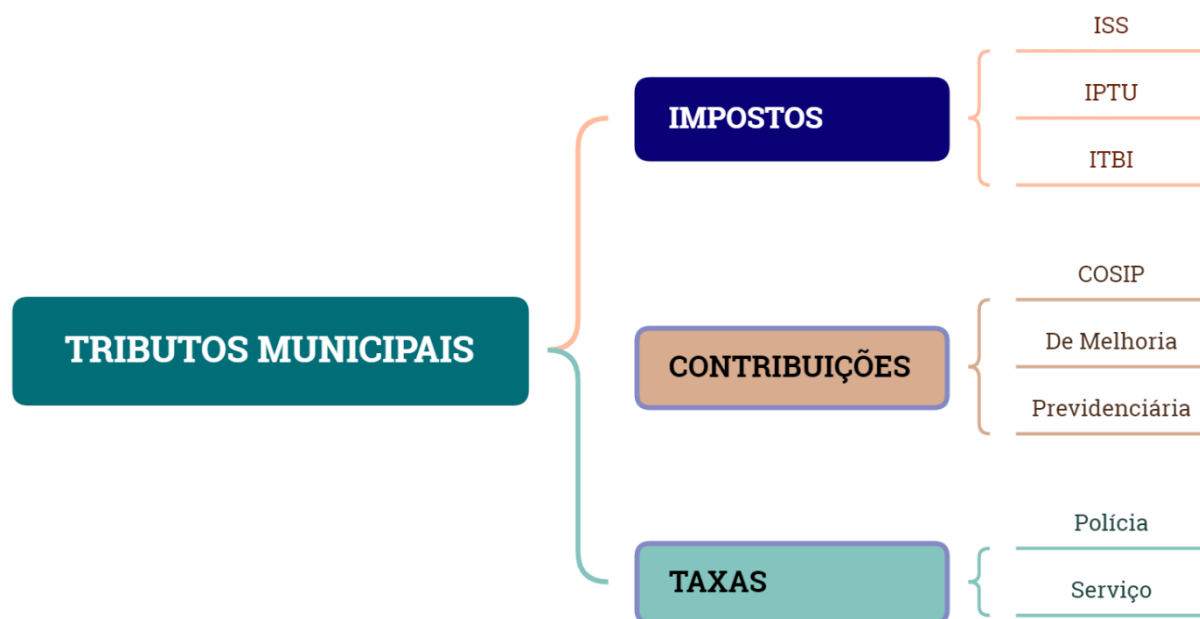 TRIBUTOS MUNICIPAIS
IMPOSTOS
ISS
IPTU
ITBI
CONTRIBUIÇÕES
COSIP
De Melhoria
Previdenciária
TAXAS
Polícia
Serviço